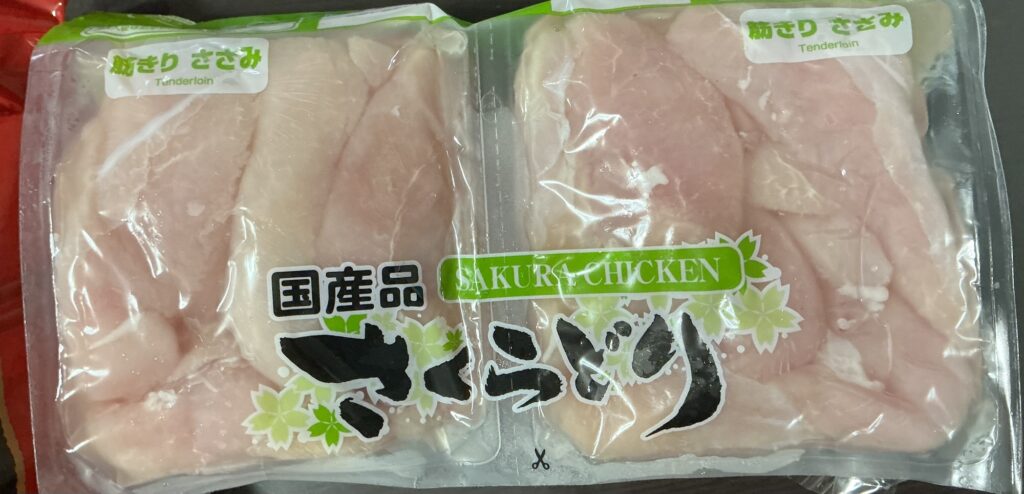 筋きり ささみ
Tenderloin
筋きり ささみ
Tenderloin
国産品
SAKURA CHICKEN
さくらどり